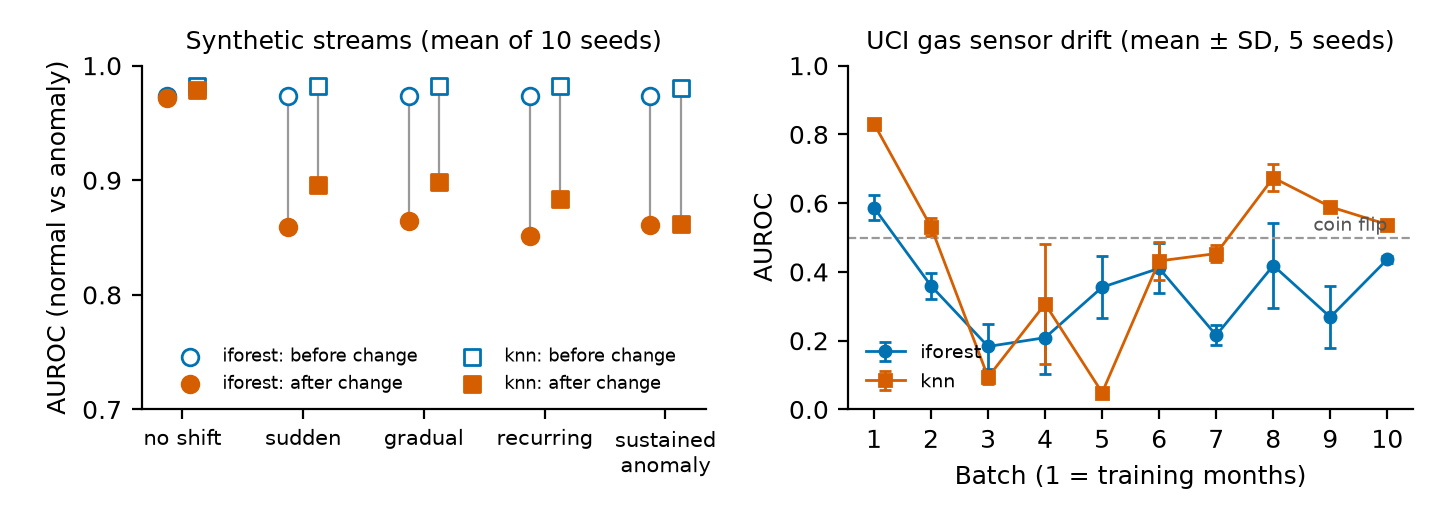 Synthetic streams (mean of 10 seeds)
AUROC (normal vs anomaly)
1.0
0.9
0.8
0.7
iforest: before change
iforest: after change
knn: before change
knn: after change
no shift
sudden
gradual
recurring
sustained
anomaly
UCI gas sensor drift (mean ± SD, 5 seeds)
AUROC
1.0
0.8
0.6
0.4
0.2
0.0
coin flip
iforest
knn
1 2 3 4 5 6 7 8 9 10
Batch (1 = training months)